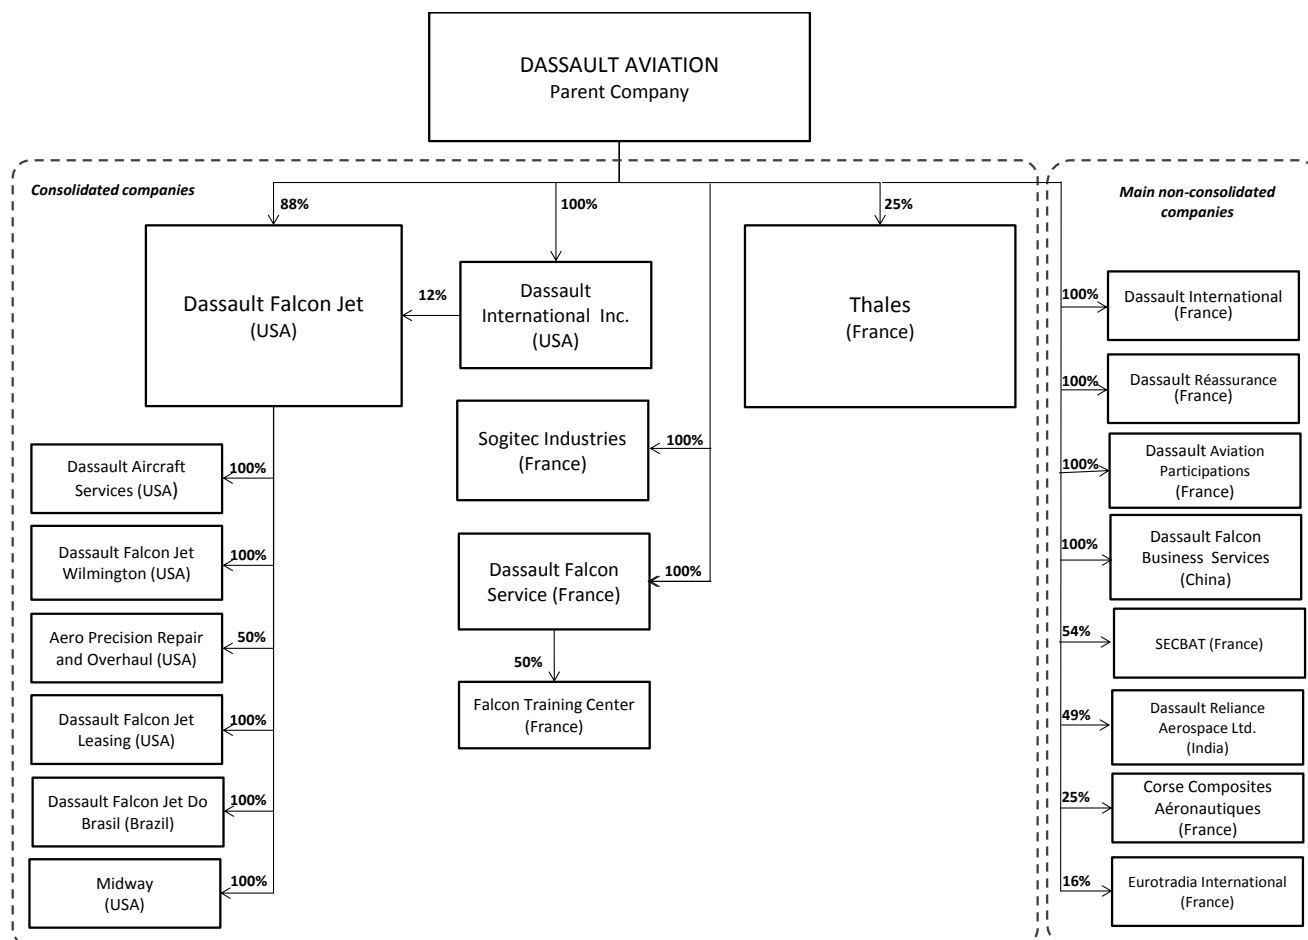 DASSAULT AVIATION
Parent Company
Consolidated companies
Main non-consolidated
companies
88%
100%
25%
Dassault Falcon Jet
(USA)
12%
Dassault
International Inc.
(USA)
Thales
(France)
Sogitec Industries
(France)
100%
Dassault Falcon
Service (France)
100%
50%
Falcon Training Center
(France)
Dassault Aircraft
Services (USA)
100%
Dassault Falcon Jet
Wilmington (USA)
100%
Aero Precision Repair
and Overhaul (USA)
50%
Dassault Falcon Jet
Leasing (USA)
100%
Dassault Falcon Jet Do
Brasil (Brazil)
100%
Midway
(USA)
100%
100%
Dassault International
(France)
100%
Dassault Réassurance
(France)
100%
Dassault Aviation
Participations
(France)
100%
Dassault Falcon
Business Services
(China)
54%
SECBAT (France)
49%
Dassault Reliance
Aerospace Ltd.
(India)
25%
Corse Composites
Aéronautiques
(France)
16%
Eurotradia International
(France)